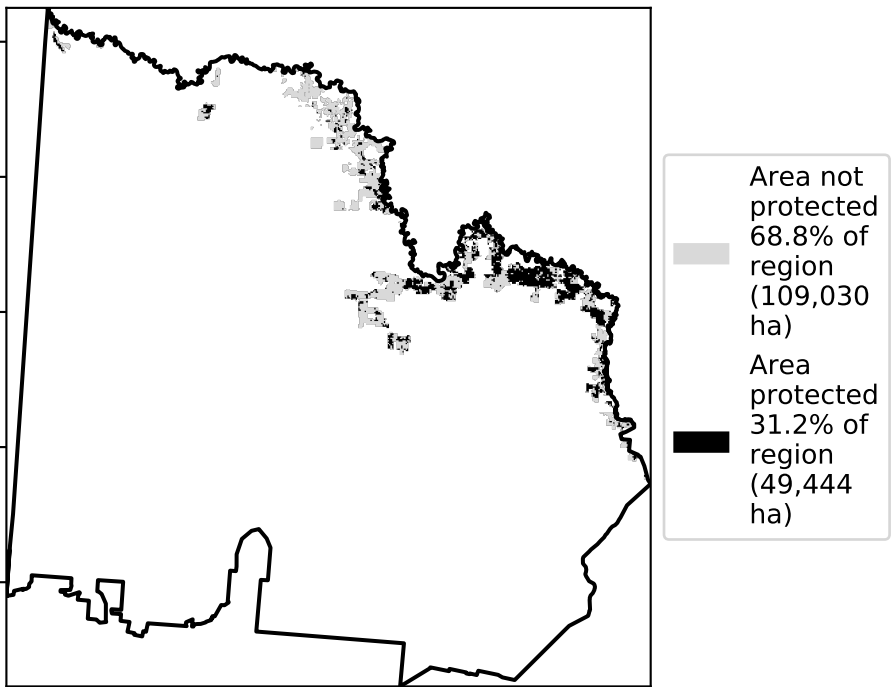 Area not
protected
68.8% of
region
(109,030
ha)
Area
protected
31.2% of
region
(49,444
ha)